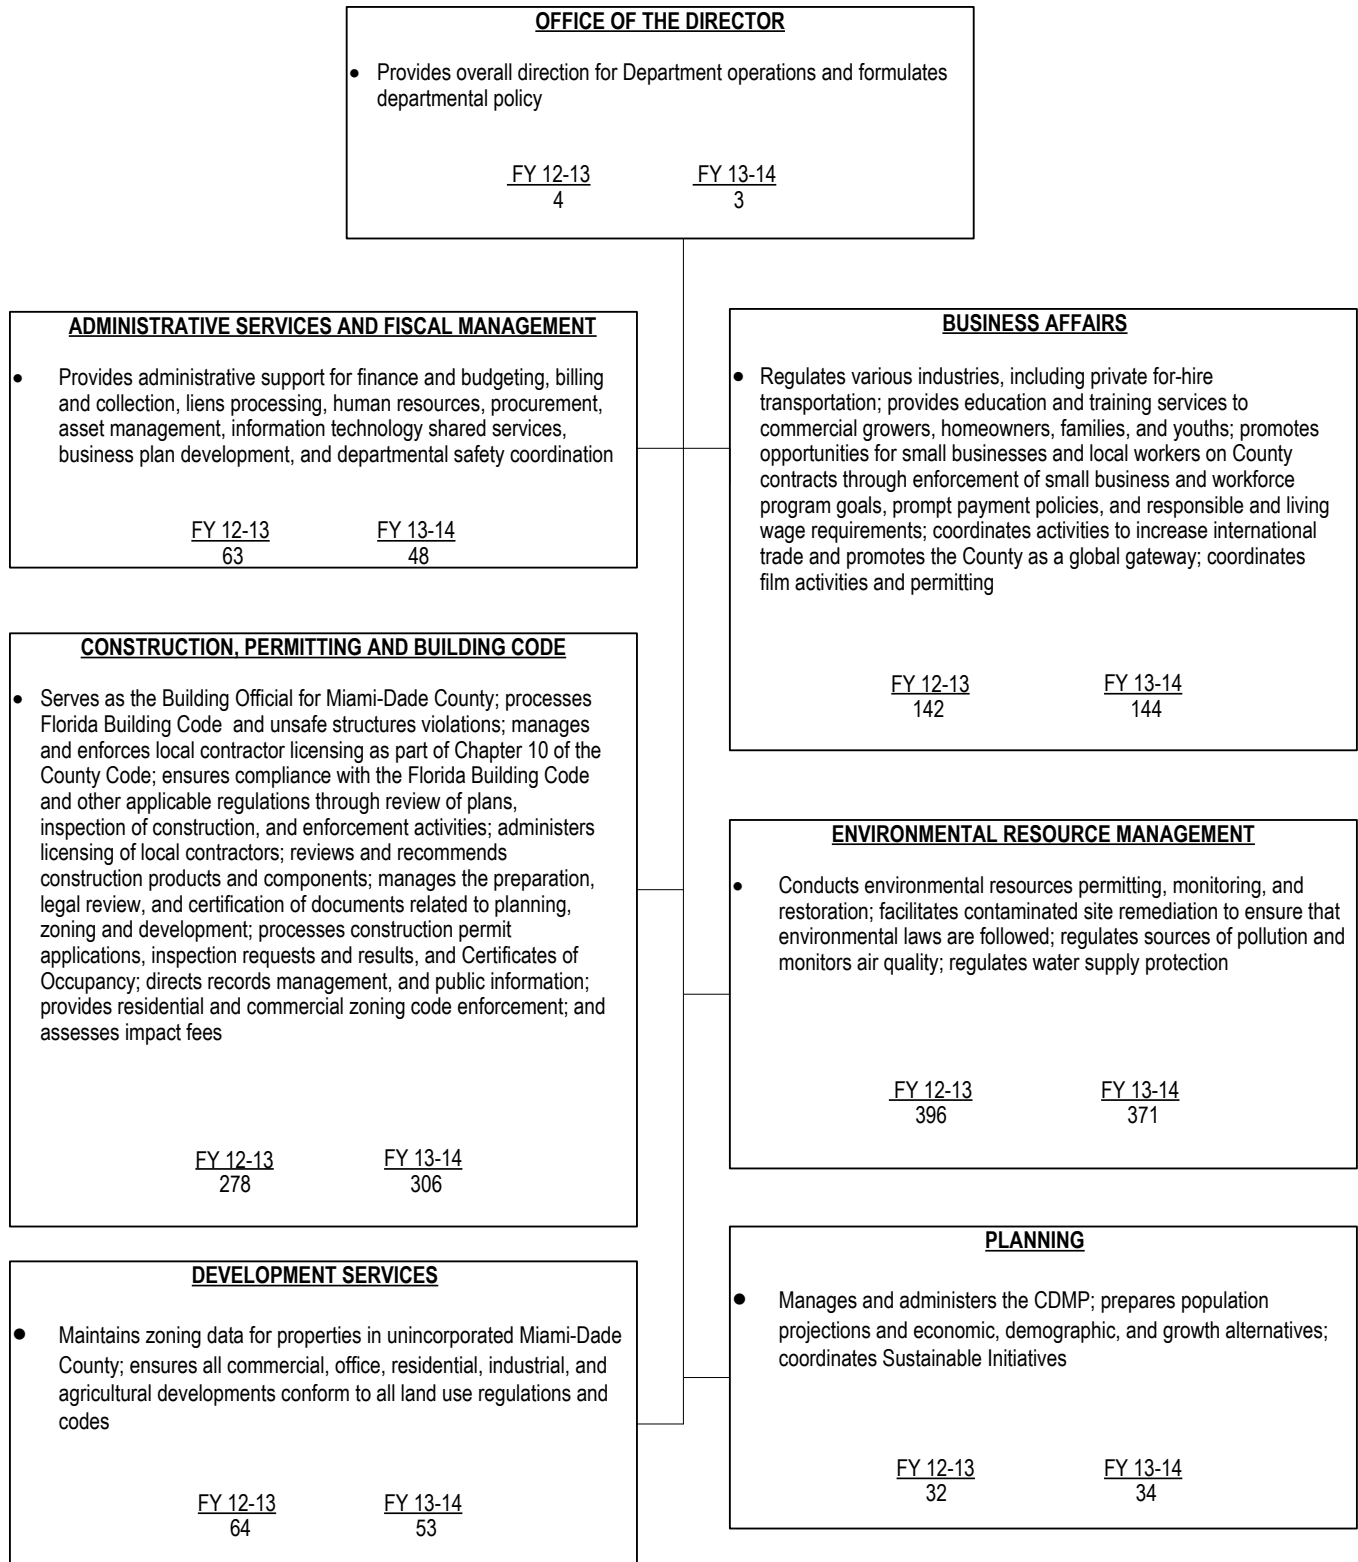 OFFICE OF THE DIRECTOR
• Provides overall direction for Department operations and formulates
departmental policy
FY 12-13 FY 13-14
4 3
ADMINISTRATIVE SERVICES AND FISCAL MANAGEMENT
• Provides administrative support for finance and budgeting, billing
and collection, liens processing, human resources, procurement,
asset management, information technology shared services,
business plan development, and departmental safety coordination
FY 12-13 FY 13-14
63 48
BUSINESS AFFAIRS
• Regulates various industries, including private for-hire
transportation; provides education and training services to
commercial growers, homeowners, families, and youths; promotes
opportunities for small businesses and local workers on County
contracts through enforcement of small business and workforce
program goals, prompt payment policies, and responsible and living
wage requirements; coordinates activities to increase international
trade and promotes the County as a global gateway; coordinates
film activities and permitting
FY 12-13 FY 13-14
142 144
CONSTRUCTION, PERMITTING AND BUILDING CODE
• Serves as the Building Official for Miami-Dade County; processes
Florida Building Code and unsafe structures violations; manages
and enforces local contractor licensing as part of Chapter 10 of the
County Code; ensures compliance with the Florida Building Code
and other applicable regulations through review of plans,
inspection of construction, and enforcement activities; administers
licensing of local contractors; reviews and recommends
construction products and components; manages the preparation,
legal review, and certification of documents related to planning,
zoning and development; processes construction permit
applications, inspection requests and results, and Certificates of
Occupancy; directs records management, and public information;
provides residential and commercial zoning code enforcement; and
assesses impact fees
FY 12-13 FY 13-14
278 306
ENVIRONMENTAL RESOURCE MANAGEMENT
• Conducts environmental resources permitting, monitoring, and
restoration; facilitates contaminated site remediation to ensure that
environmental laws are followed; regulates sources of pollution and
monitors air quality; regulates water supply protection
FY 12-13 FY 13-14
396 371
DEVELOPMENT SERVICES
• Maintains zoning data for properties in unincorporated Miami-Dade
County; ensures all commercial, office, residential, industrial, and
agricultural developments conform to all land use regulations and
codes
FY 12-13 FY 13-14
64 53
PLANNING
• Manages and administers the CDMP; prepares population
projections and economic, demographic, and growth alternatives;
coordinates Sustainable Initiatives
FY 12-13 FY 13-14
32 34